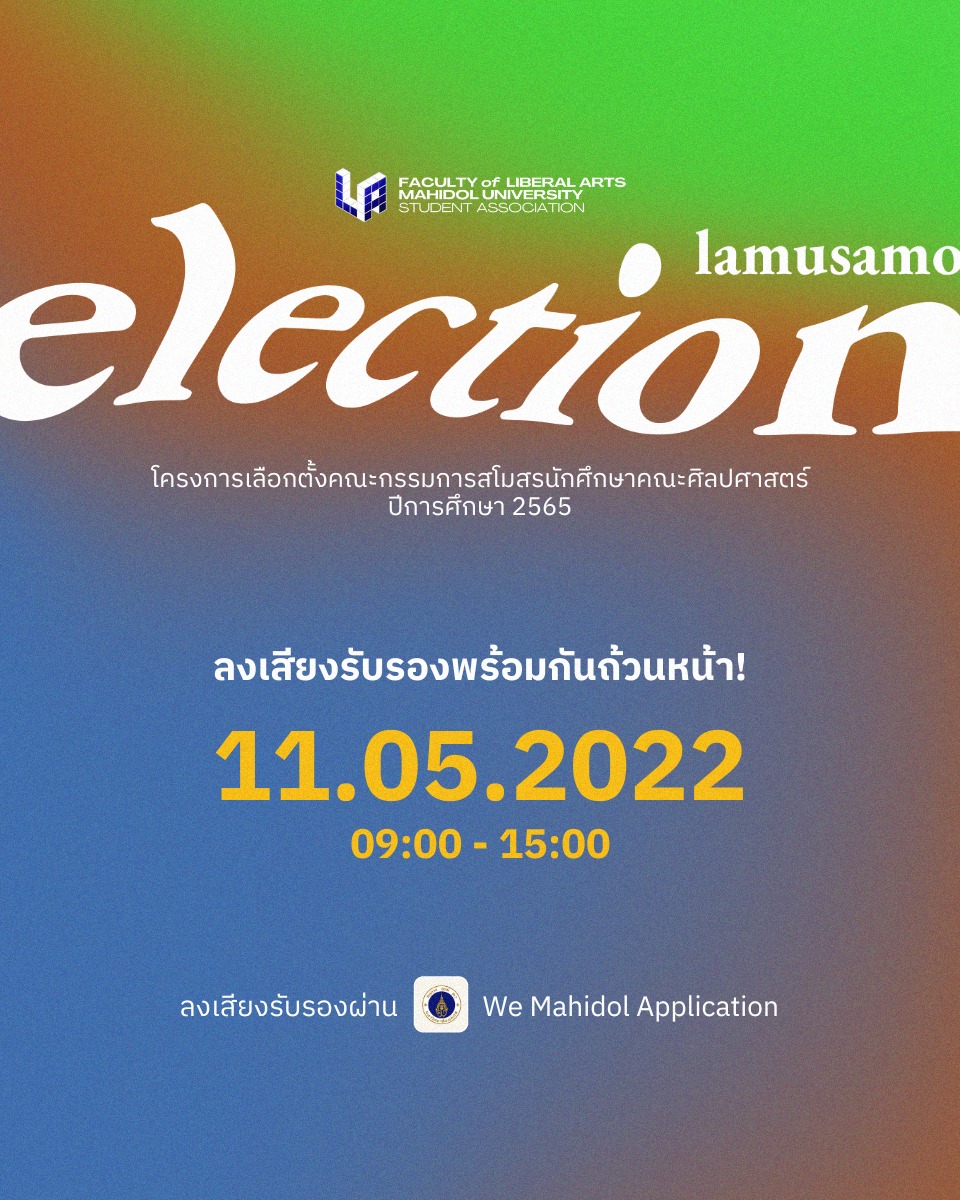 FACULTY of LIBERAL ARTS
MAHIDOL UNIVERSITY
STUDENT ASSOCIATION
lamusamo
election
โครงการเลือกตั้งคณะกรรมการสโมสรนักศึกษาคณะศิลปศาสตร์
ปีการศึกษา 2565
ลงเสียงรับรองพร้อมกันถ้วนหน้า!
11.05.2022
09:00 - 15:00
ลงเสียงรับรองผ่าน We Mahidol Application